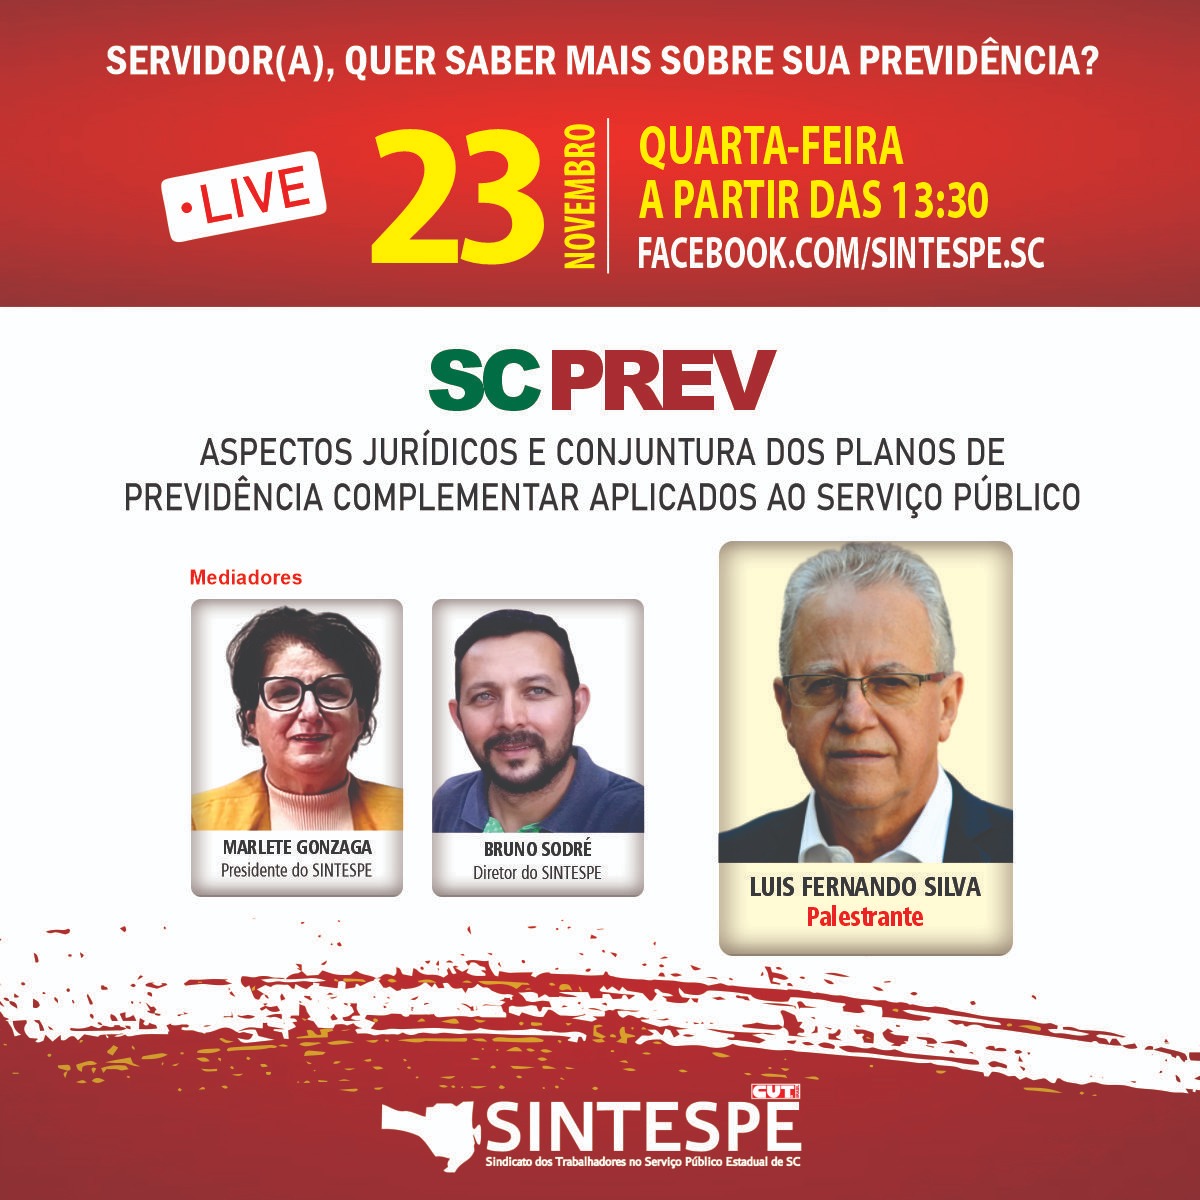 SERVIDOR(A), QUER SABER MAIS SOBRE SUA PREVIDÊNCIA?
• LIVE
23
NOVEMBRO
QUARTA-FEIRA
A PARTIR DAS 13:30
FACEBOOK.COM/SINTESPE.SC
SC PREV
ASPECTOS JURÍDICOS E CONJUNTURA DOS PLANOS DE
PREVIDÊNCIA COMPLEMENTAR APLICADOS AO SERVIÇO PÚBLICO
Mediadores
MARLETE GONZAGA
Presidente do SINTESPE
BRUNO SODRÉ
Diretor do SINTESPE
LUIS FERNANDO SILVA
Palestrante
CUT
SINTESPE
Sindicato dos Trabalhadores no Serviço Público Estadual de SC